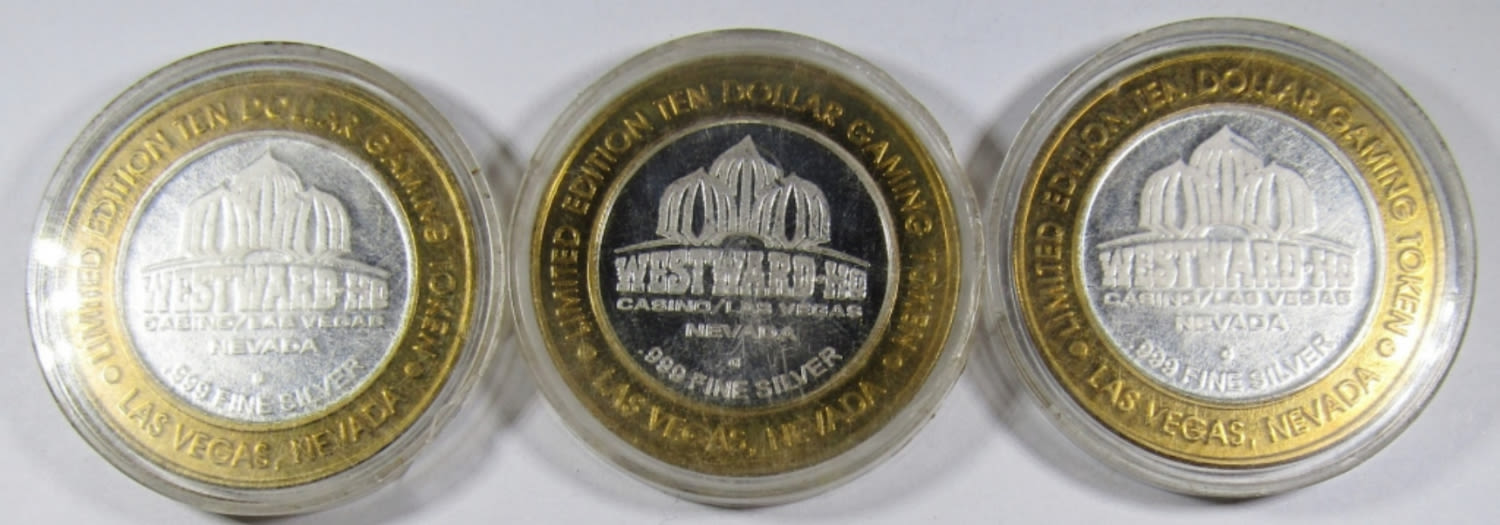 LIMITED EDITION TEN DOLLAR GAMING TOKEN
WESTWARD-HO
CASINO/LAS VEGAS
NEVADA
.999 FINE SILVER
LAS VEGAS, NEVADA
LIMITED EDITION TEN DOLLAR GAMING TOKEN
WESTWARD-HO
CASINO/LAS VEGAS
NEVADA
.999 FINE SILVER
LAS VEGAS, NEVADA
LIMITED EDITION TEN DOLLAR GAMING TOKEN
WESTWARD-HO
CASINO/LAS VEGAS
NEVADA
.999 FINE SILVER
LAS VEGAS, NEVADA